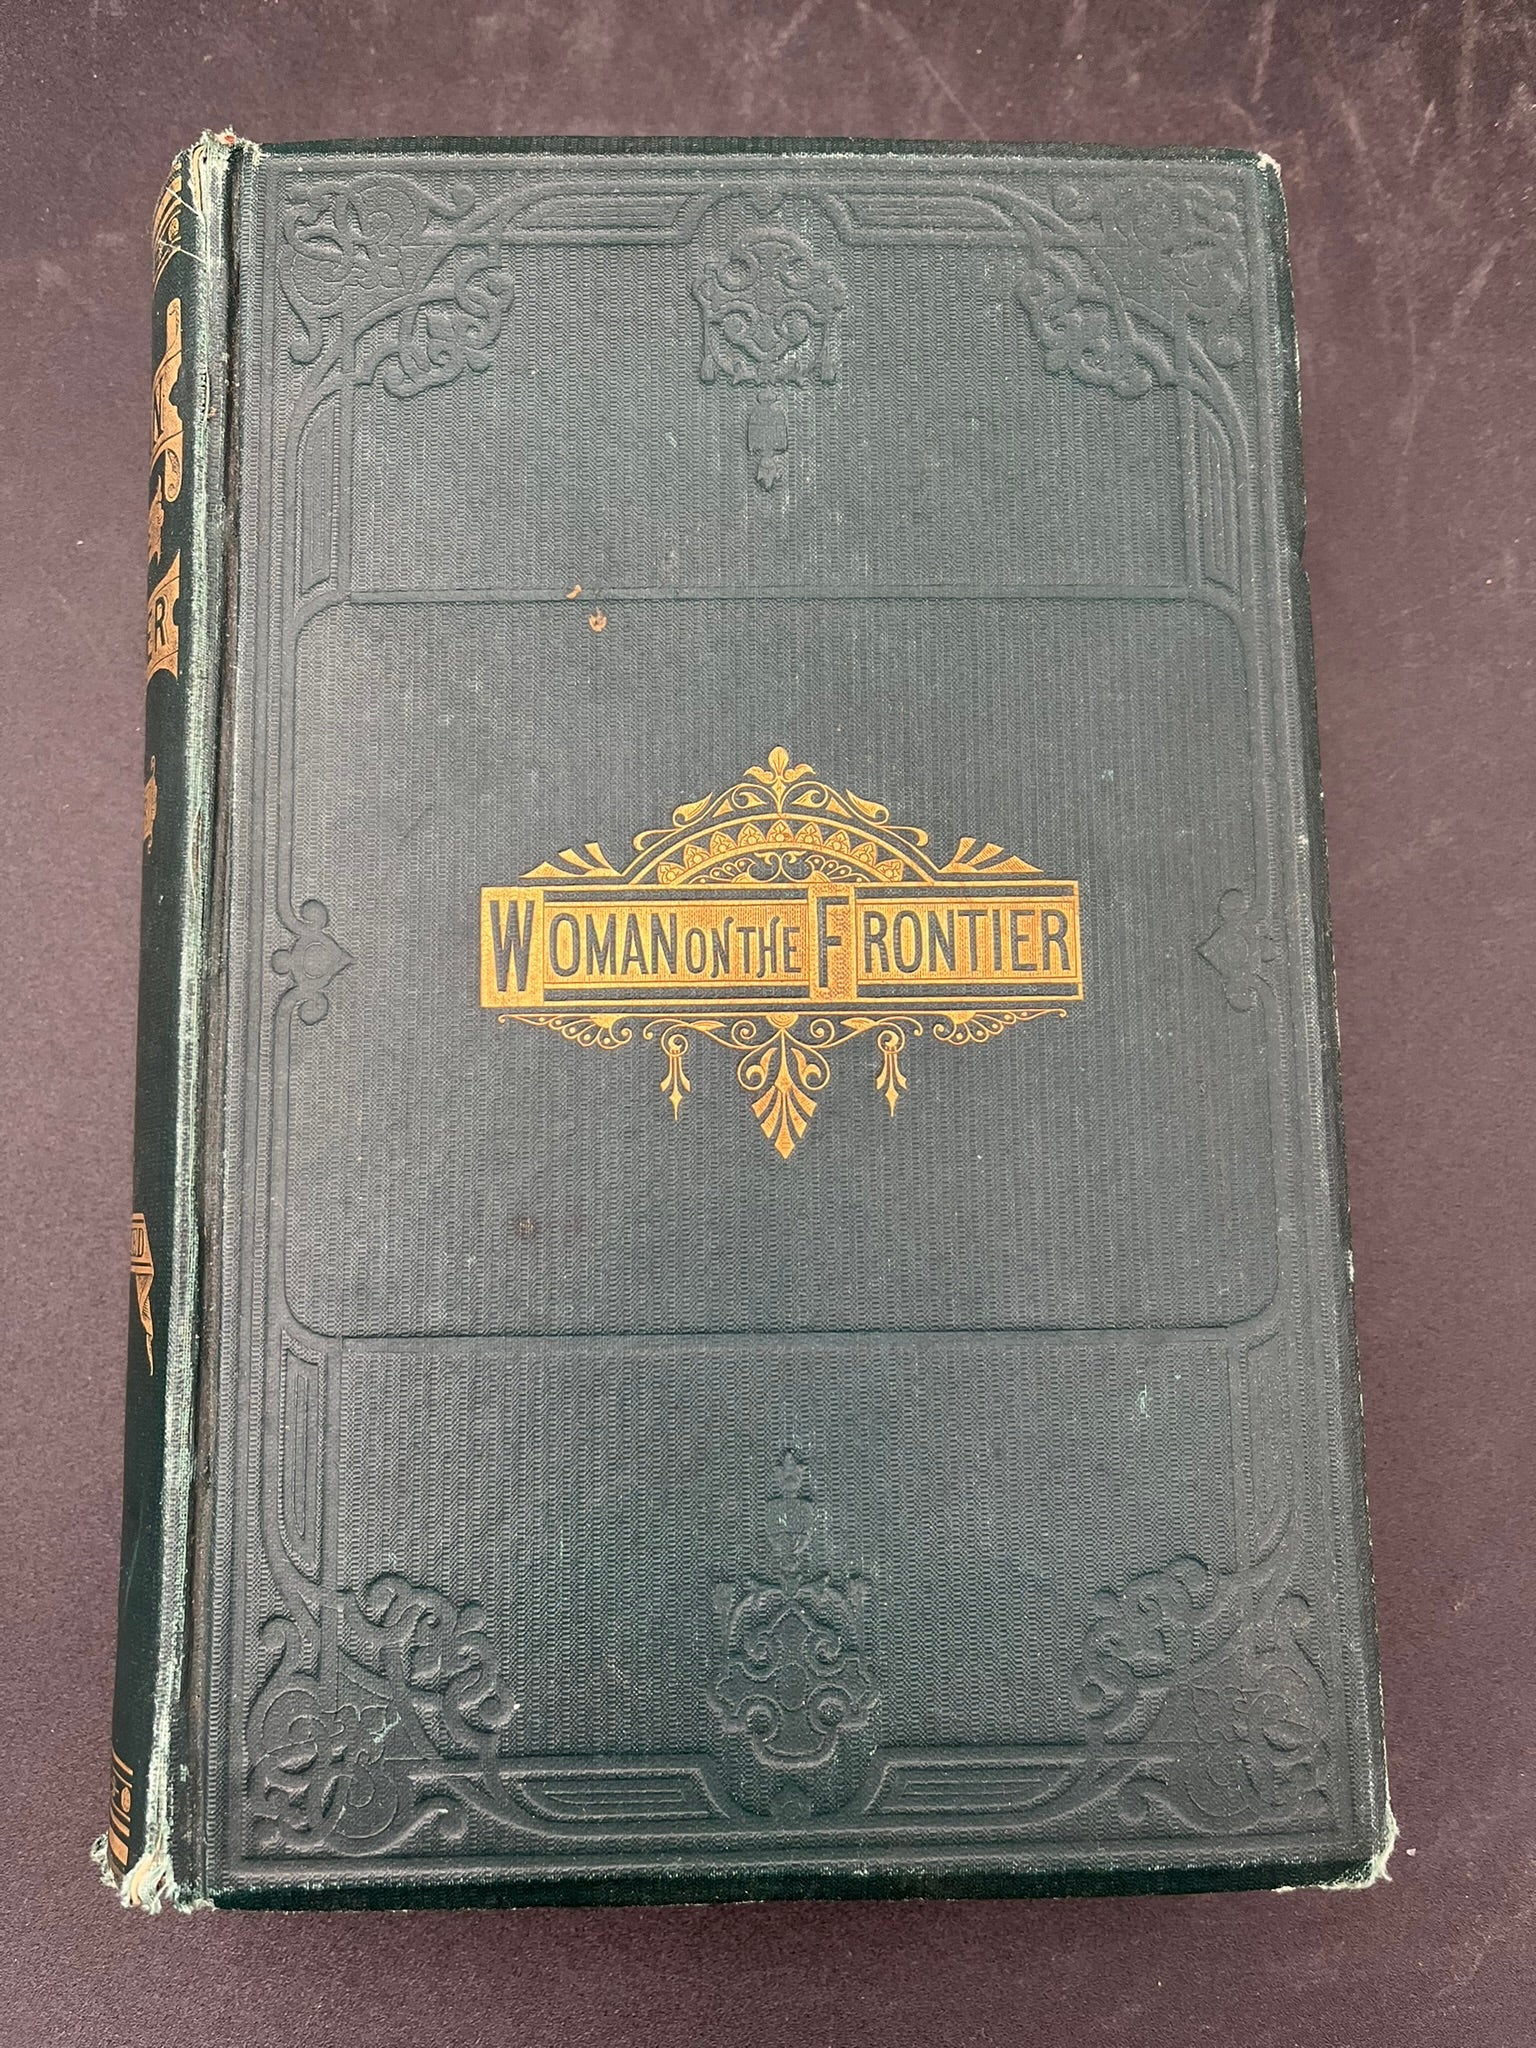 WOMAN ON THE FRONTIER